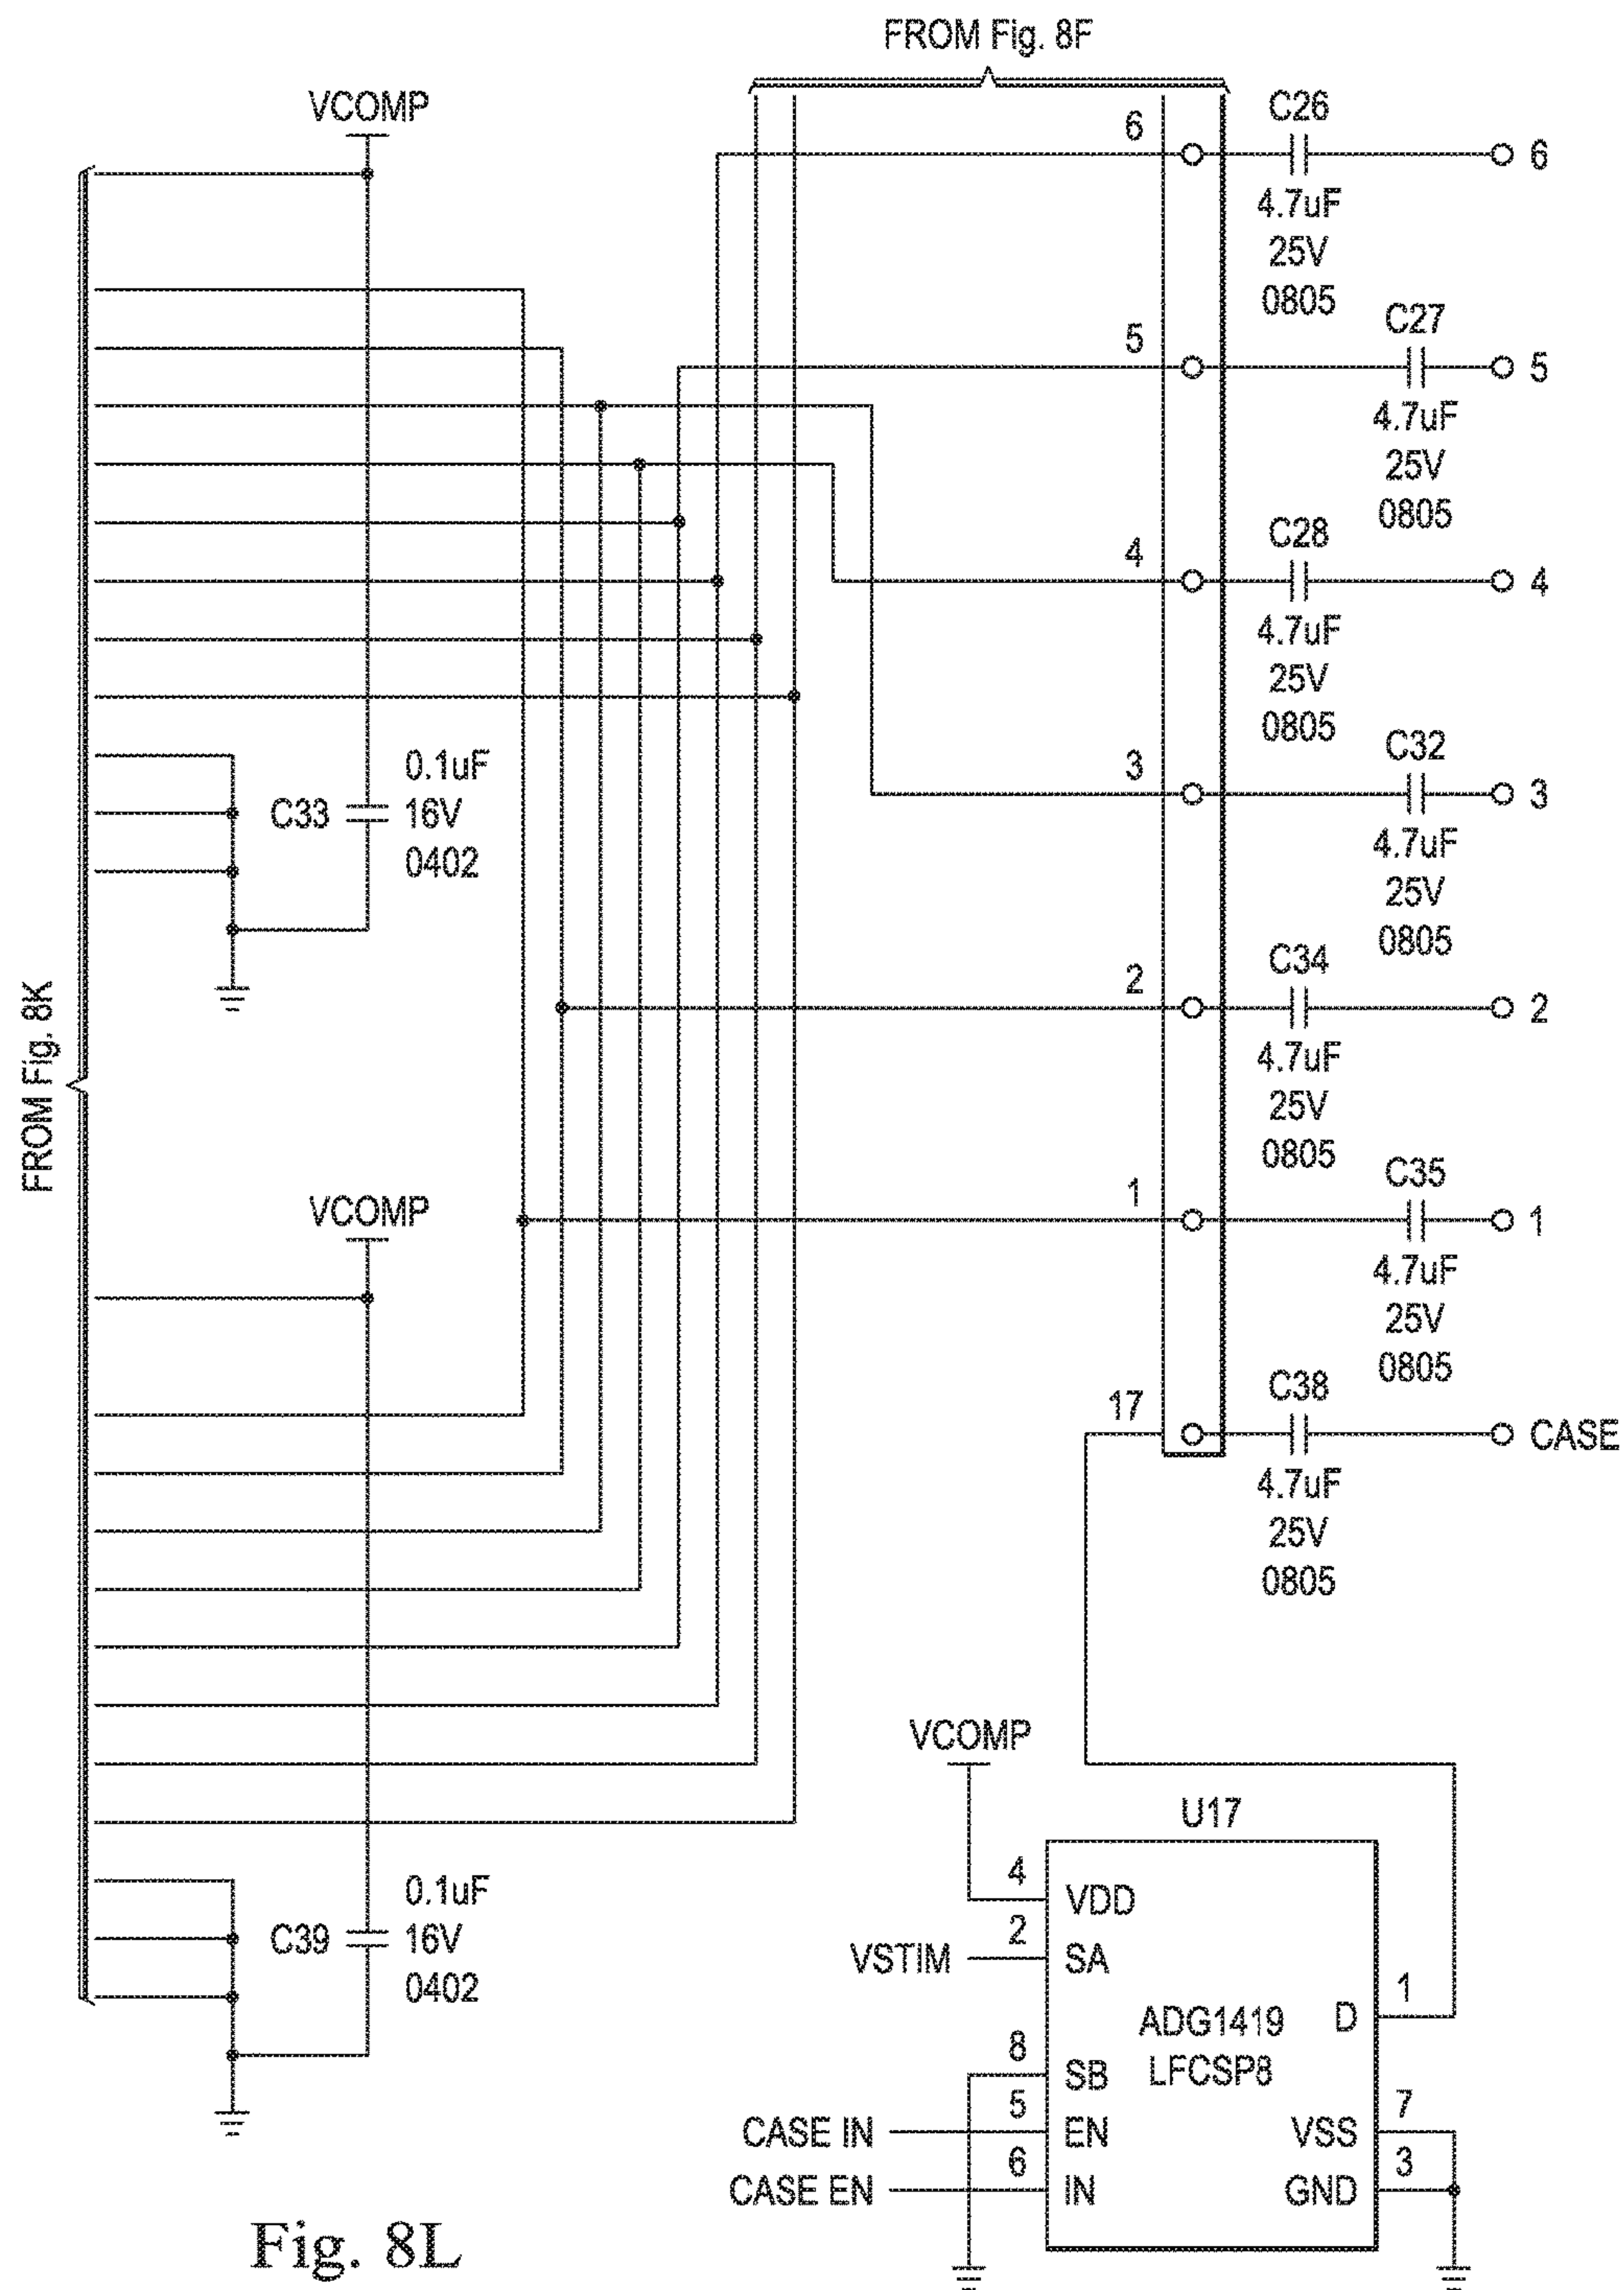 FROM Fig. 8F
VCOMP
6
C26
6
4.7uF
25V
0805
5
C27
5
4.7uF
25V
0805
4
C28
4
4.7uF
25V
0805
3
C32
3
4.7uF
25V
0805
0.1uF
C33
16V
0402
2
C34
2
4.7uF
25V
0805
FROM Fig. 8K
VCOMP
1
C35
1
4.7uF
25V
0805
17
C38
CASE
4.7uF
25V
0805
VCOMP
U17
4
VDD
2
VSTIM
SA
ADG1419
LFCSP8
D
1
8
SB
5
CASE IN
EN
VSS
7
6
CASE EN
IN
GND
3
0.1uF
C39
16V
0402
Fig. 8L